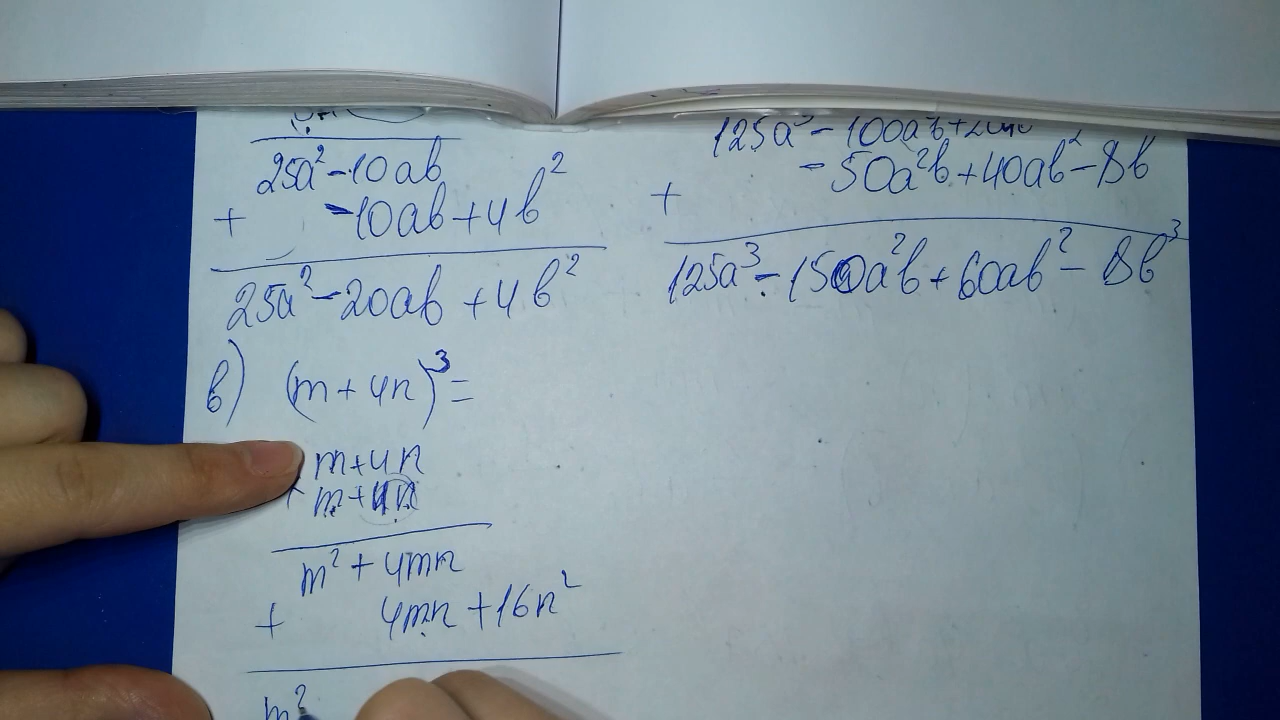 25a² - 10ab
+ -10ab + 4b²
25a² - 20ab + 4b²
125a³ - 100a²b +
+ -50a²b + 40ab² - 8b
125a³ - 150a²b + 60ab² - 8b³
в) (m + 4n)³ =
m + 4n
× m + 4n
m² + 4mn
+ 4mn + 16n²
m²